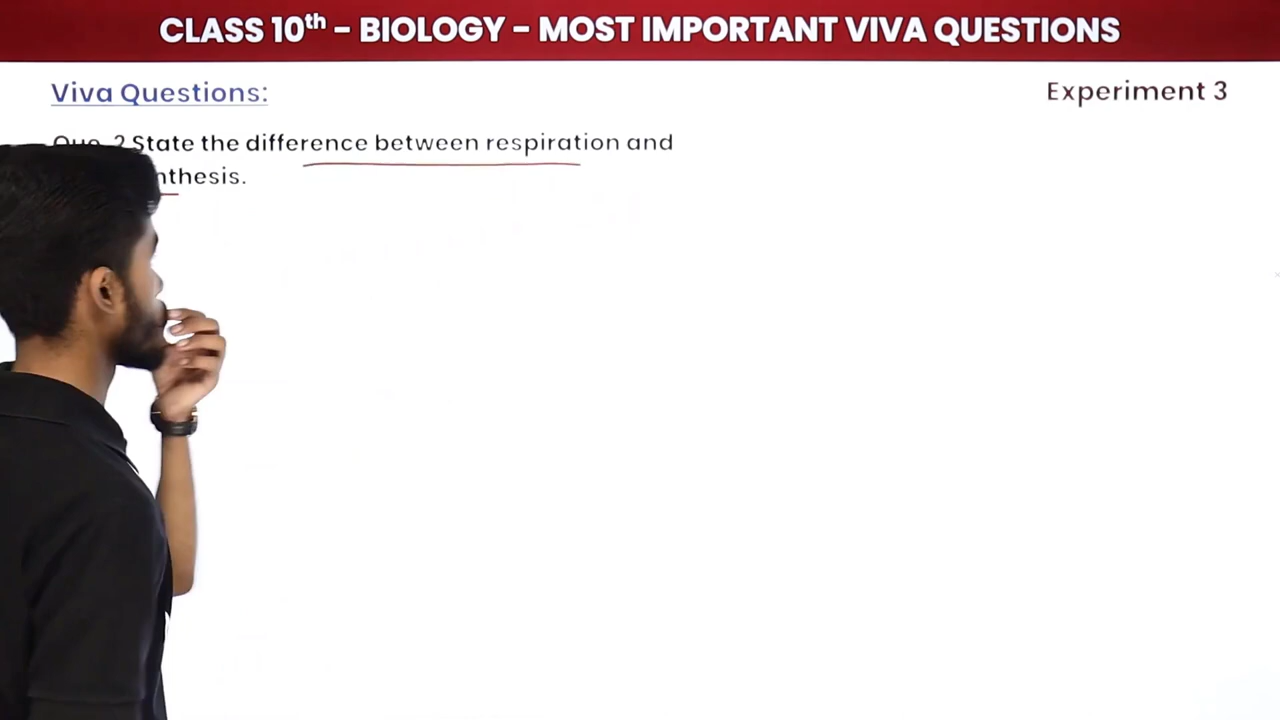 CLASS 10th - BIOLOGY - MOST IMPORTANT VIVA QUESTIONS
Viva Questions:
Experiment 3
State the difference between respiration and
nthesis.